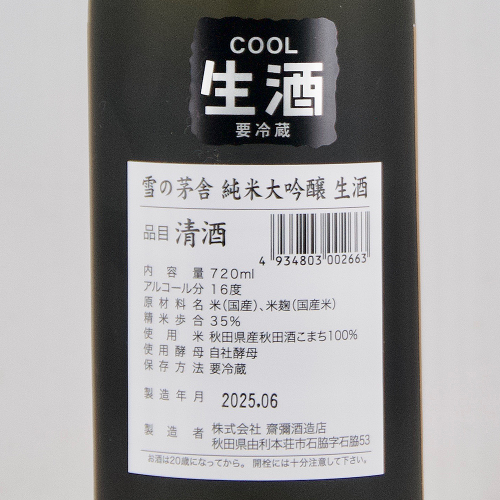 COOL
生酒
要冷蔵
雪の茅舎 純米大吟醸 生酒
品目 清酒
4 934803 002663
内容量 720ml
アルコール分 16度
原材料名 米(国産)、米麹(国産米)
精米歩合 35%
使用米 秋田県産秋田酒こまち100%
使用酵母 自社酵母
保存方法 要冷蔵
製造年月 2025.06
製造者 株式会社 齋彌酒造店
秋田県由利本荘市石脇字石脇53
お酒は20歳になってから。 開栓には十分注意して下さい。